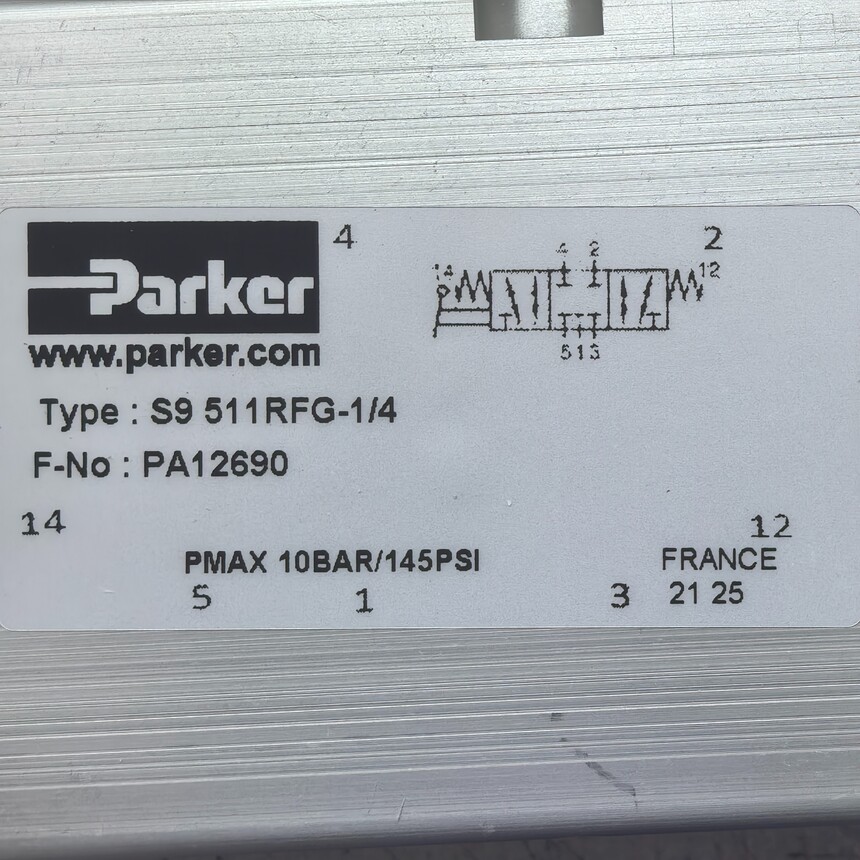 Parker
www.parker.com
4
2
14
4 2
12
5 1 3
Type : S9 511RFG-1/4
F-No : PA12690
14
12
PMAX 10BAR/145PSI
FRANCE
5
1
3
21 25